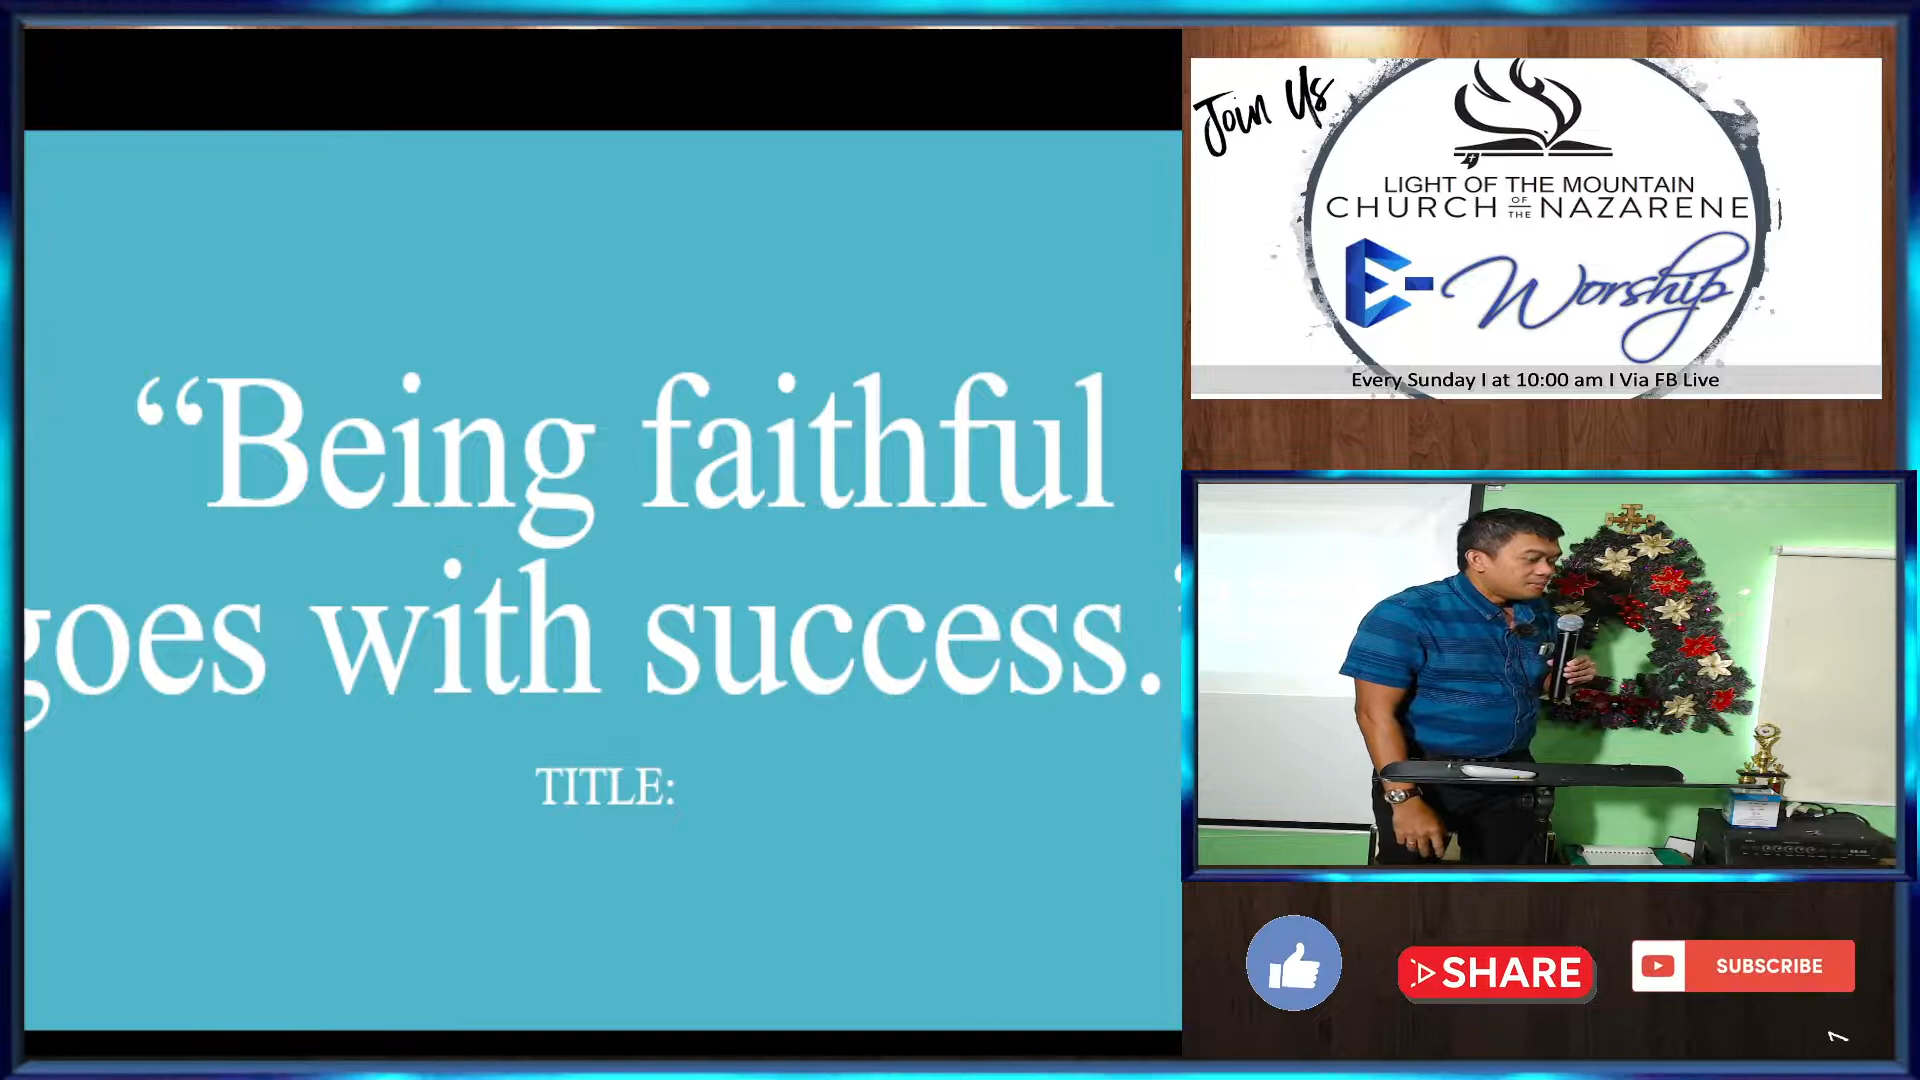 “Being faithful
goes with success.
TITLE:
Join Us
LIGHT OF THE MOUNTAIN
CHURCH OF THE NAZARENE
E-Worship
Every Sunday I at 10:00 am I Via FB Live
SHARE
SUBSCRIBE